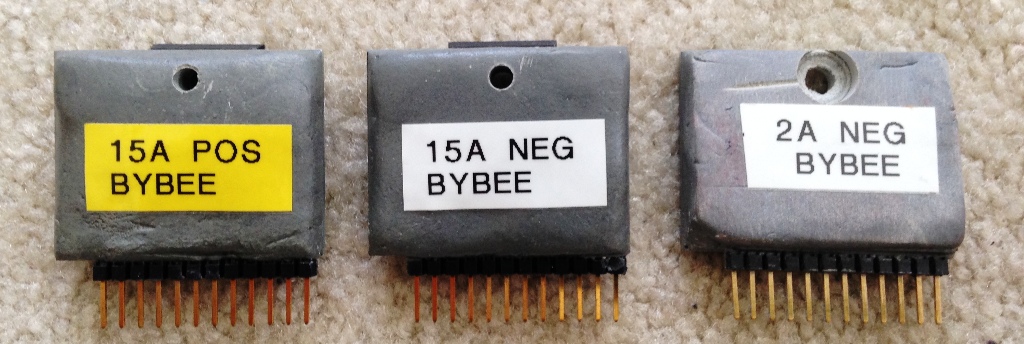 15A POS
BYBEE
15A NEG
BYBEE
2A NEG
BYBEE